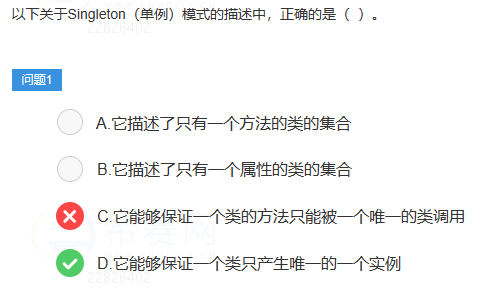 以下关于Singleton（单例）模式的描述中，正确的是（ ）。
22826402
问题1
A.它描述了只有一个方法的类的集合
B.它描述了只有一个属性的类的集合
C.它能够保证一个类的方法只能被一个唯一的类调用
希赛网
D.它能够保证一个类只产生唯一的一个实例
22826402